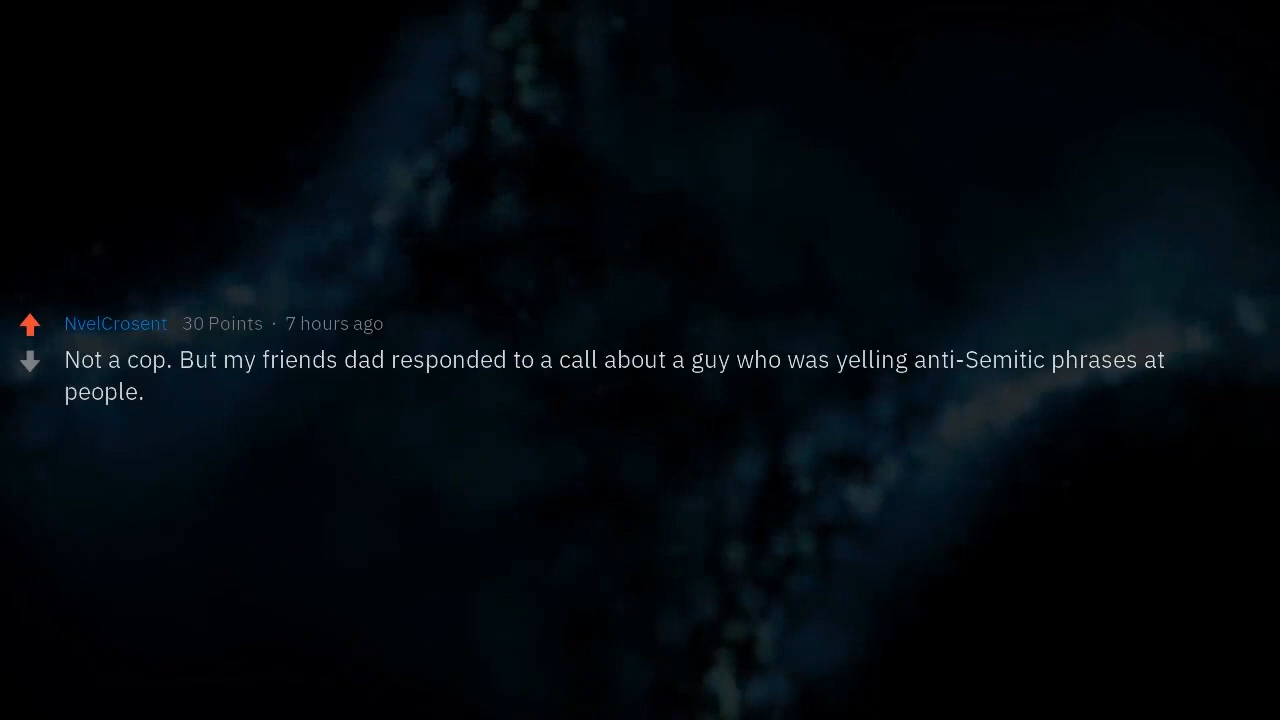 NvelCrosent 30 Points · 7 hours ago
Not a cop. But my friends dad responded to a call about a guy who was yelling anti-Semitic phrases at
people.